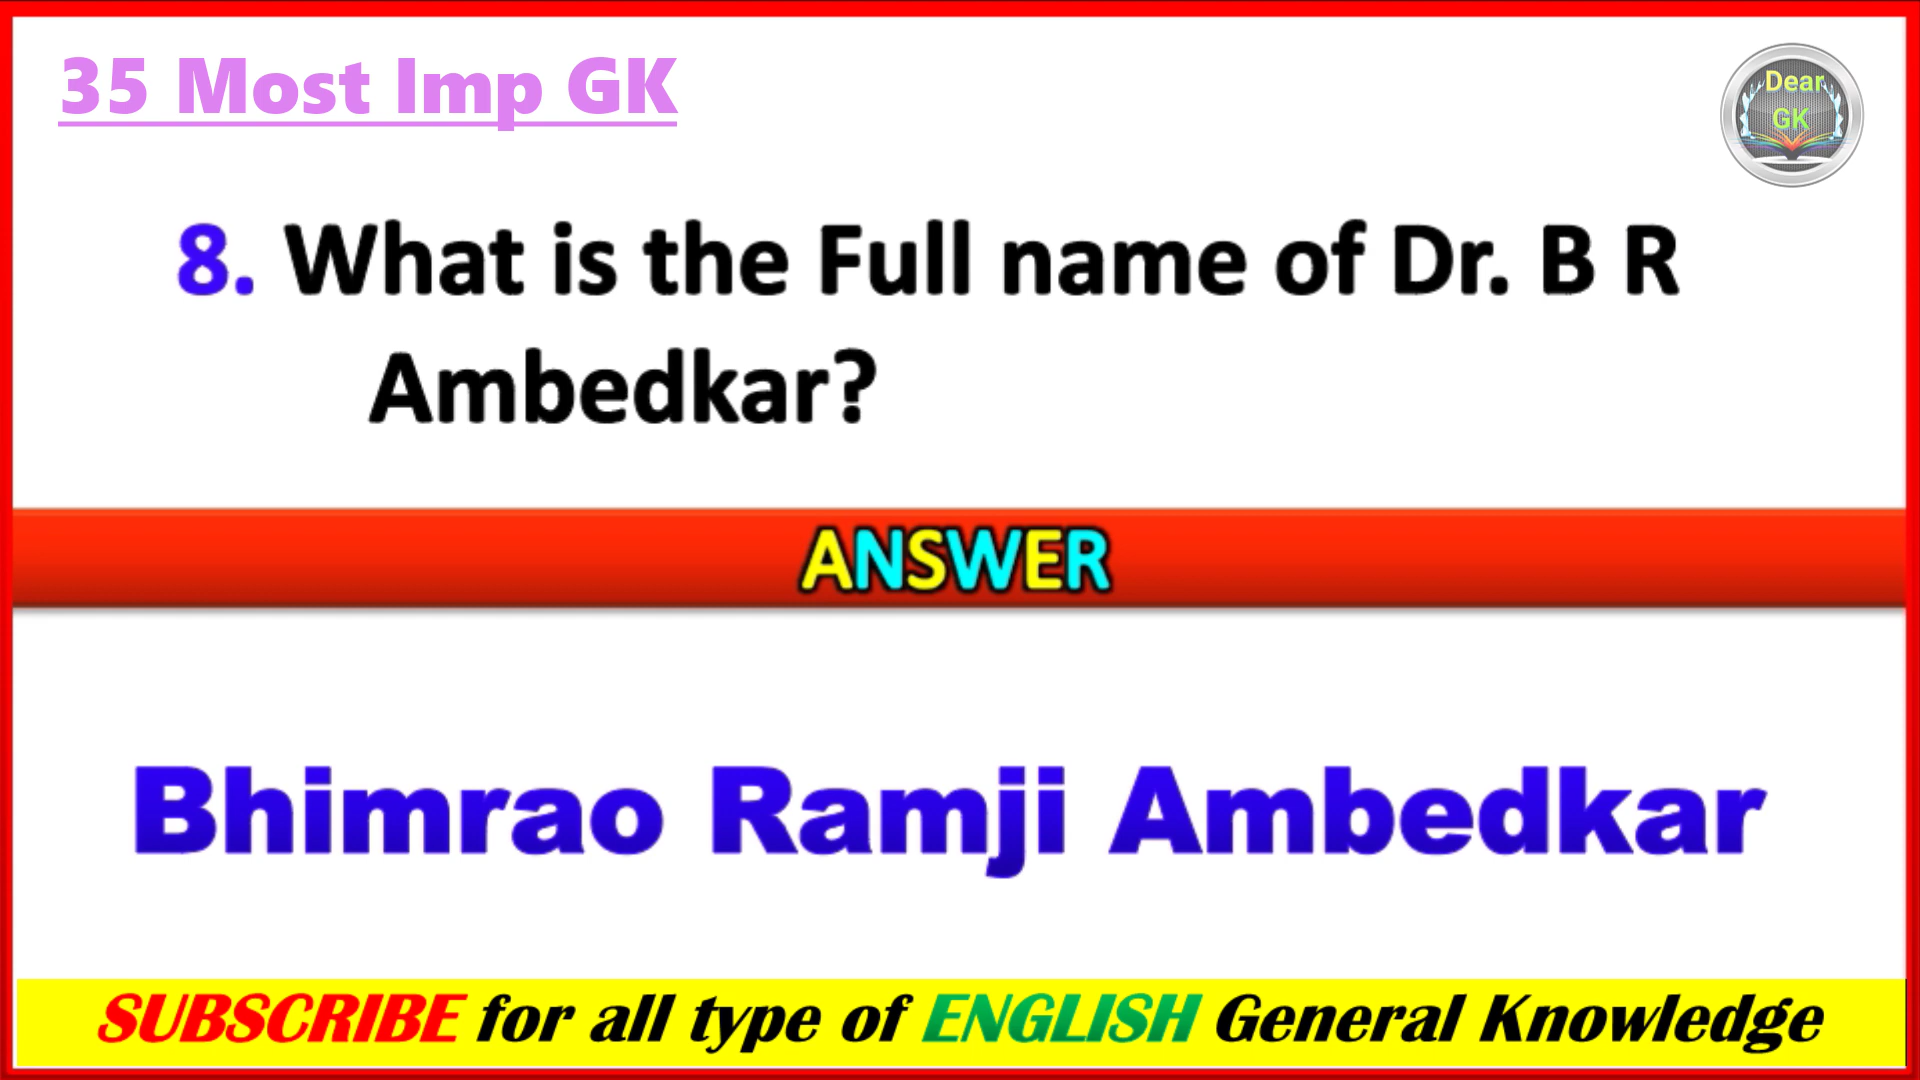 35 Most Imp GK
Dear
GK
8. What is the Full name of Dr. B R
Ambedkar?
ANSWER
Bhimrao Ramji Ambedkar
SUBSCRIBE for all type of ENGLISH General Knowledge